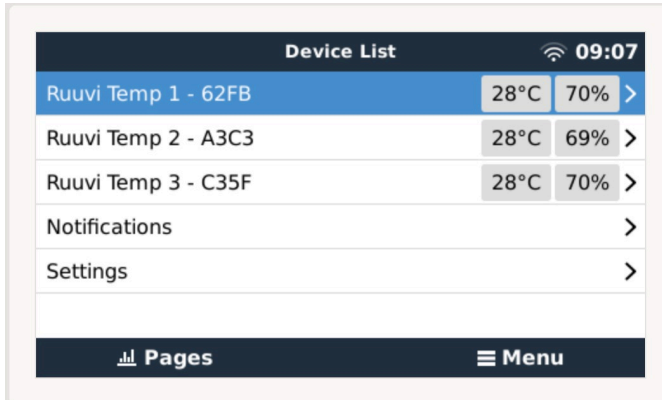 Device List 09:07
Ruuvi Temp 1 - 62FB 28°C 70%
Ruuvi Temp 2 - A3C3 28°C 69%
Ruuvi Temp 3 - C35F 28°C 70%
Notifications
Settings
Pages Menu